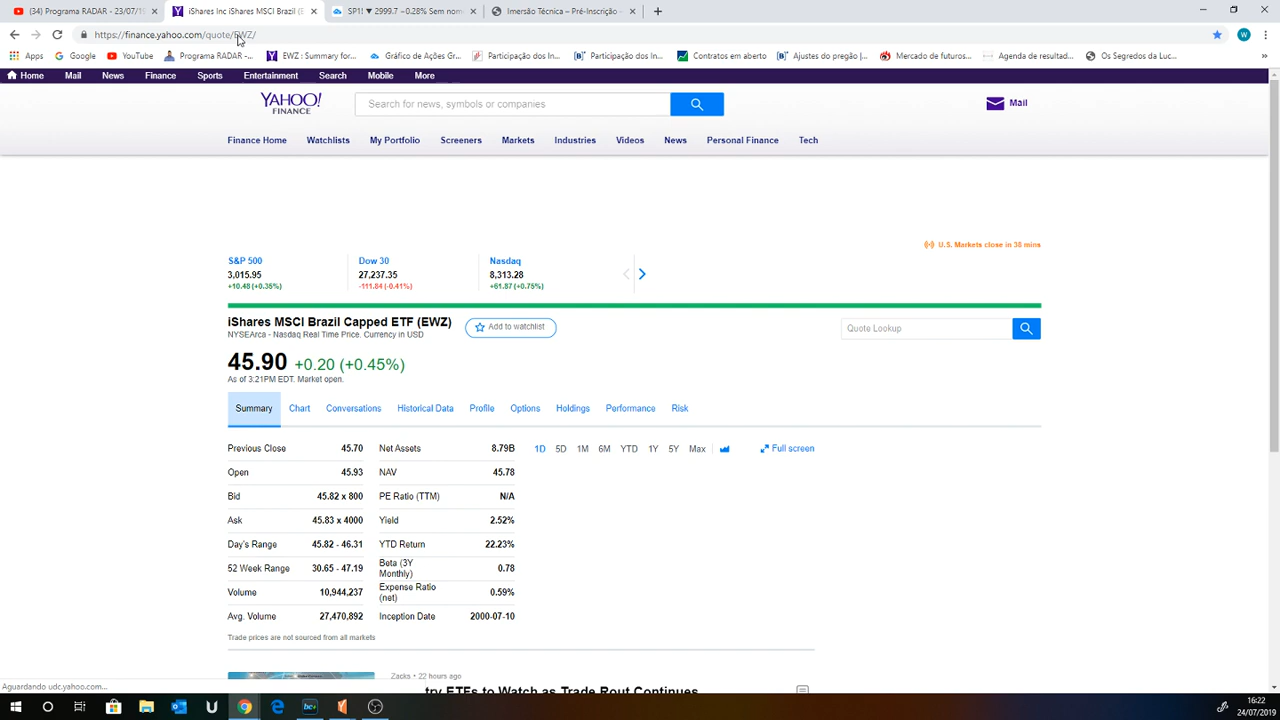 (34) Programa RADAR - 23/07/19
iShares Inc iShares MSCI Brazil (E
SP1! ▼ 2999.7 −0.28% Sem nom
Imersão Técnica – Pré-Inscrição –
https://finance.yahoo.com/quote/EWZ/
Apps
YouTube
Programa RADAR -...
EWZ : Summary for...
Gráfico de Ações Gr...
Participação dos In...
Participação dos In...
Contratos em aberto
Ajustes do pregão |...
Mercado de futuros...
Agenda de resultad...
Os Segredos da Luc...
»
Home Mail News Finance Sports Entertainment Search Mobile More
YAHOO!
FINANCE
Search for news, symbols or companies
Mail
Finance Home Watchlists My Portfolio Screeners Markets Industries Videos News Personal Finance Tech
U.S. Markets close in 38 mins
S&P 500 Dow 30 Nasdaq
3,015.95 27,237.35 8,313.28
+10.48 (+0.35%) -111.84 (-0.41%) +61.87 (+0.75%)
iShares MSCI Brazil Capped ETF (EWZ)
Add to watchlist
Quote Lookup
NYSEArca - Nasdaq Real Time Price. Currency in USD
45.90 +0.20 (+0.45%)
As of 3:21PM EDT. Market open.
Summary Chart Conversations Historical Data Profile Options Holdings Performance Risk
Previous Close 45.70 Net Assets 8.79B
1D 5D 1M 6M YTD 1Y 5Y Max Full screen
Open 45.93 NAV 45.78
Bid 45.82 x 800 PE Ratio (TTM) N/A
Ask 45.83 x 4000 Yield 2.52%
Day's Range 45.82 - 46.31 YTD Return 22.23%
52 Week Range 30.65 - 47.19 Beta (3Y Monthly) 0.78
Volume 10,944,237 Expense Ratio (net) 0.59%
Avg. Volume 27,470,892 Inception Date 2000-07-10
Trade prices are not sourced from all markets
Zacks • 22 hours ago
try ETFs to Watch as Trade Rout Continues
Aguardando udc.yahoo.com...
16:22
24/07/2019